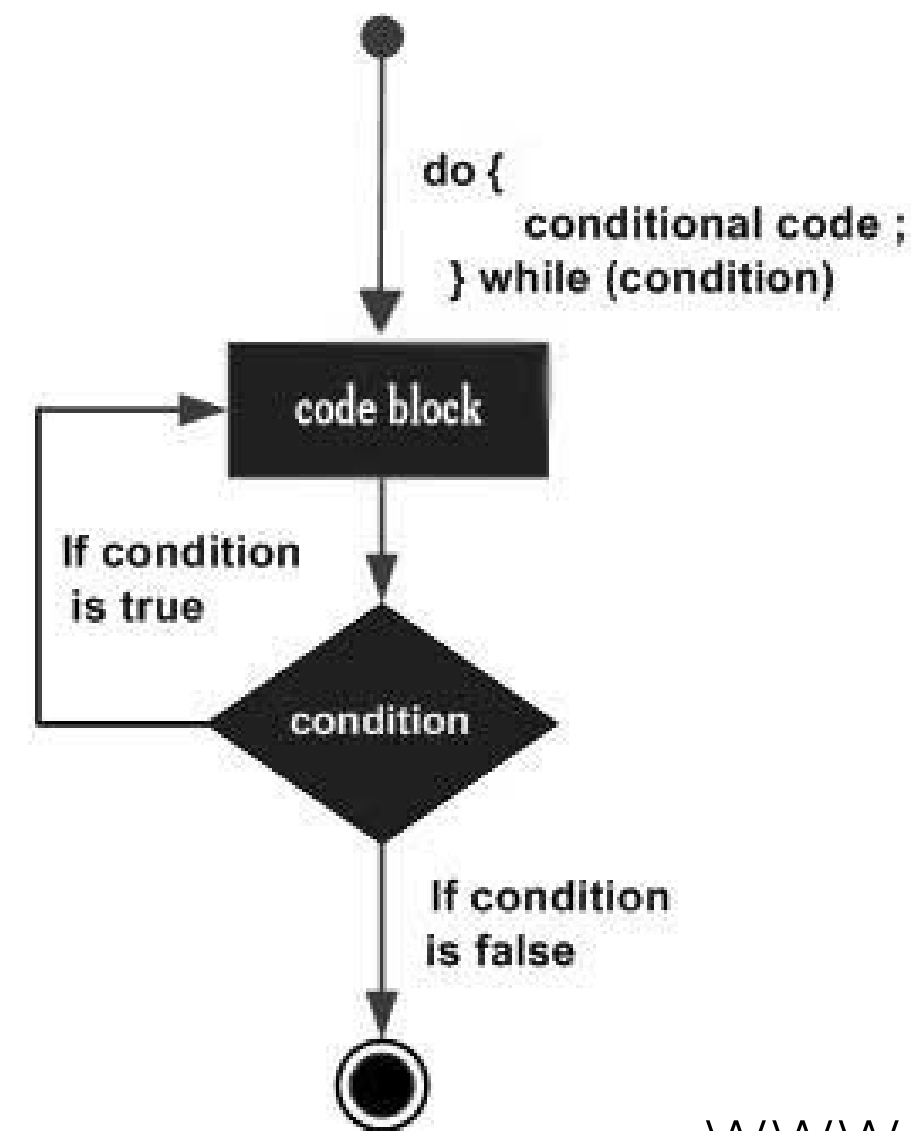 do {
conditional code ;
} while (condition)
code block
If condition
is true
condition
If condition
is false